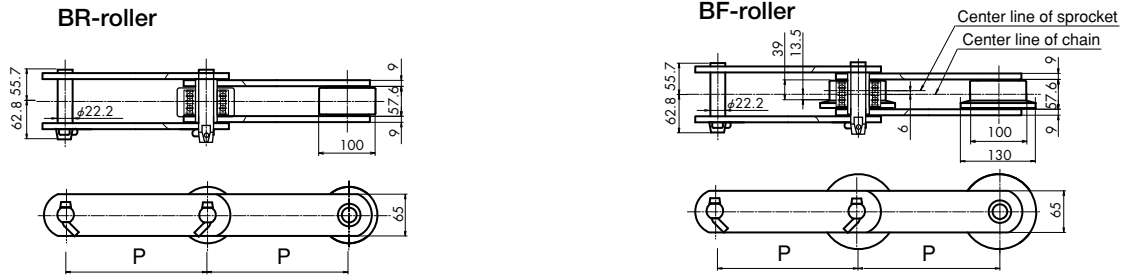 BR-roller
55.7
62.8
φ22.2
9
57.6
9
100
65
P
P
BF-roller
Center line of sprocket
Center line of chain
39
13.5
55.7
62.8
φ22.2
9
57.6
9
6
100
130
65
P
P